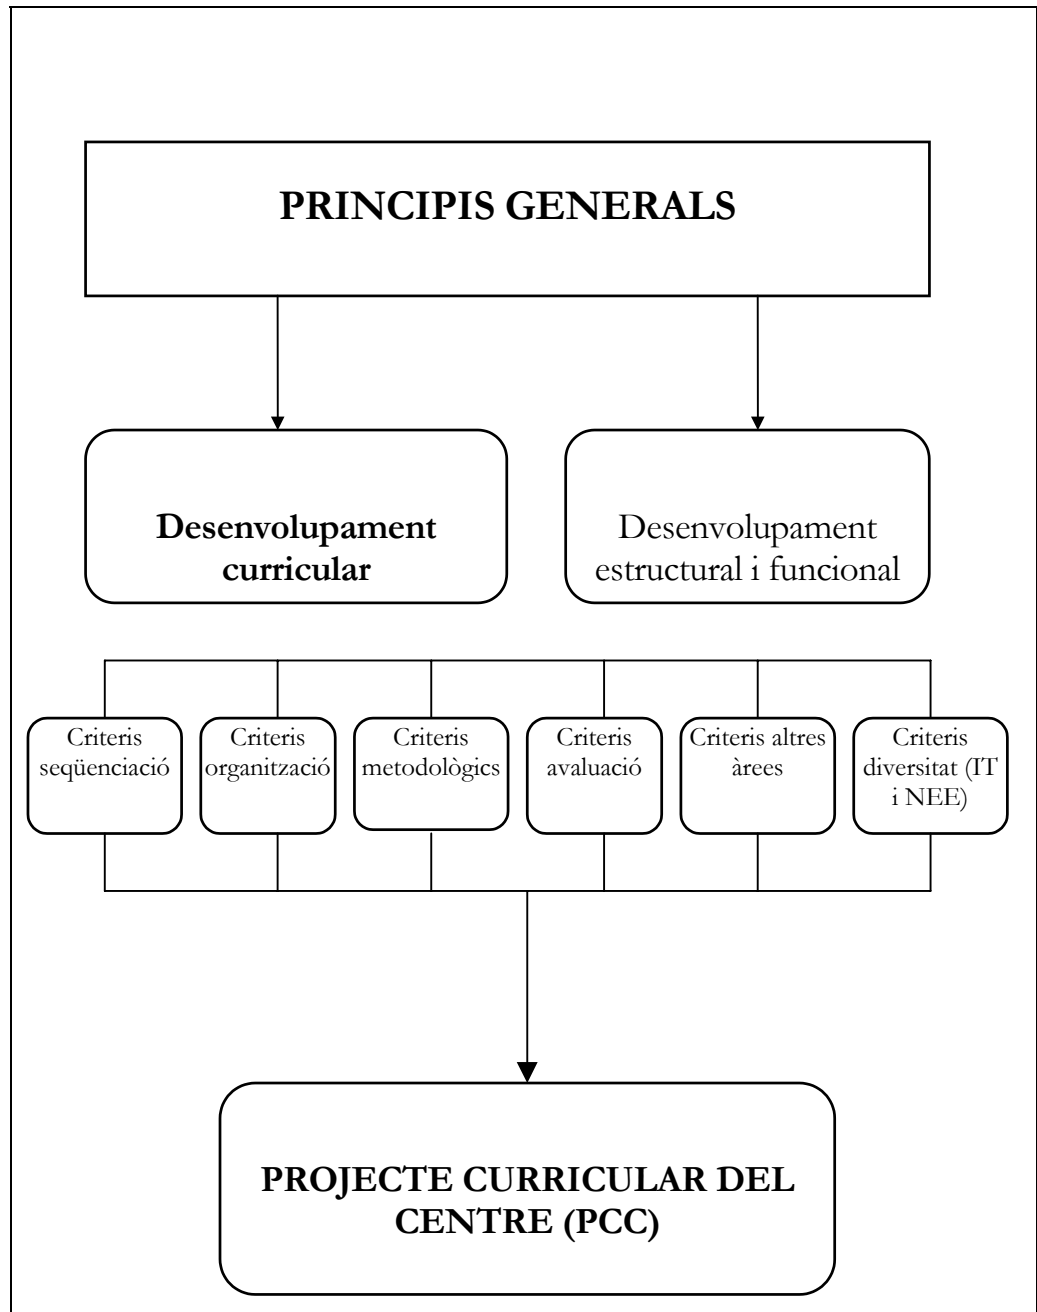 PRINCIPIS GENERALS
Desenvolupament
curricular
Desenvolupament
estructural i funcional
Criteris
seqüenciació
Criteris
organització
Criteris
metodològics
Criteris
avaluació
Criteris altres
àrees
Criteris
diversitat (IT
i NEE)
PROJECTE CURRICULAR DEL
CENTRE (PCC)